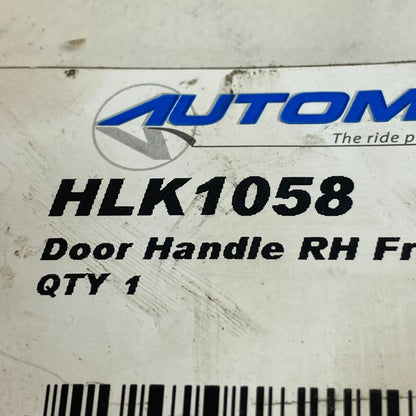 AUTOM
The ride p
HLK1058
Door Handle RH Fr
QTY 1